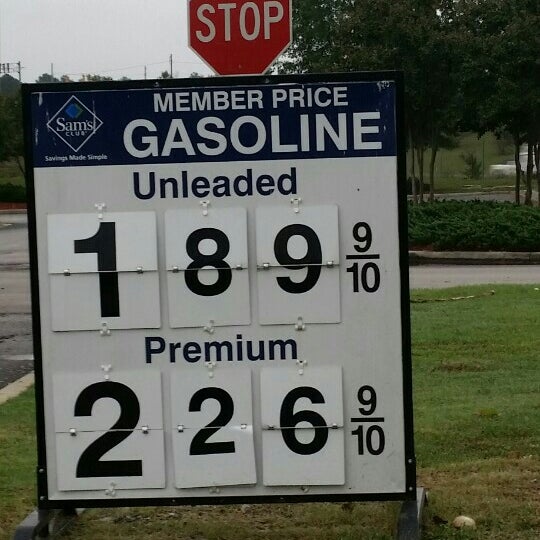 STOP
MEMBER PRICE
GASOLINE
Sam's
CLUB
Savings Made Simple
Unleaded
1 8 9 9/10
Premium
2 2 6 9/10